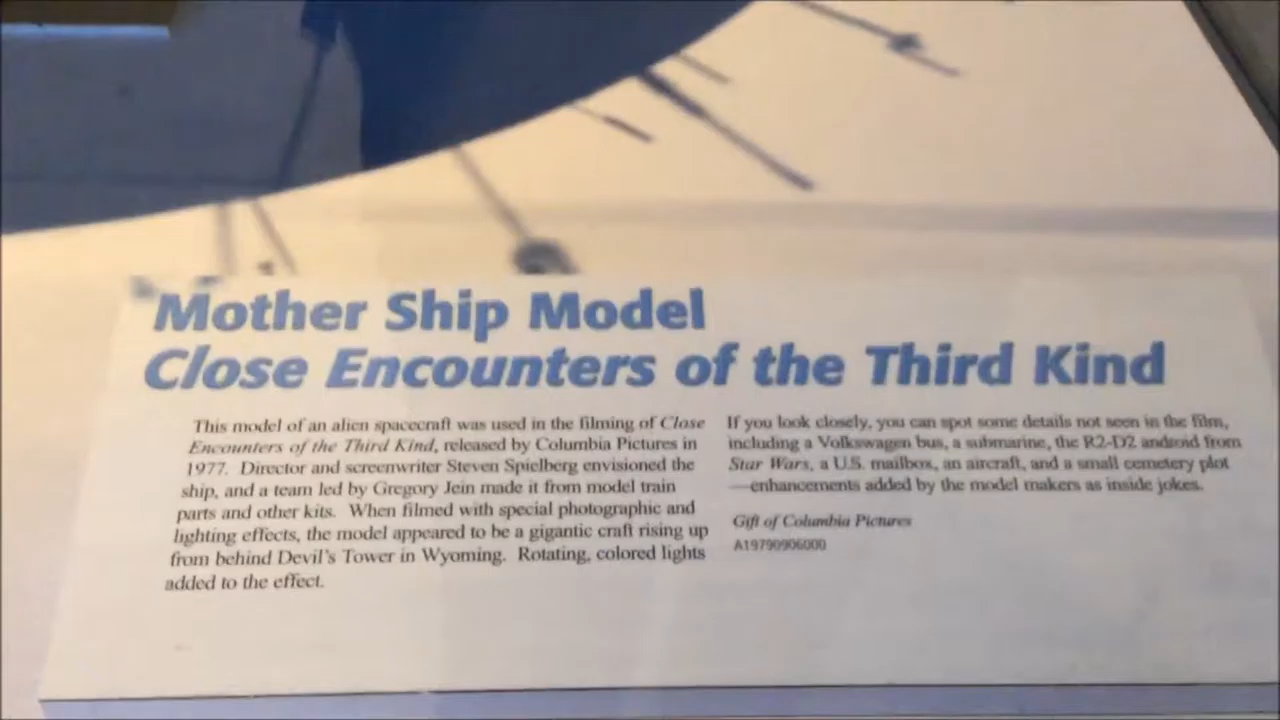 Mother Ship Model
Close Encounters of the Third Kind
This model of an alien spacecraft was used in the filming of Close
Encounters of the Third Kind, released by Columbia Pictures in
1977. Director and screenwriter Steven Spielberg envisioned the
ship, and a team led by Gregory Jein made it from model train
parts and other kits. When filmed with special photographic and
lighting effects, the model appeared to be a gigantic craft rising up
from behind Devil's Tower in Wyoming. Rotating, colored lights
added to the effect.
If you look closely, you can spot some details not seen in the film,
including a Volkswagen bus, a submarine, the R2-D2 android from
Star Wars, a U.S. mailbox, an aircraft, and a small cemetery plot
—enhancements added by the model makers as inside jokes.
Gift of Columbia Pictures
A19790906000